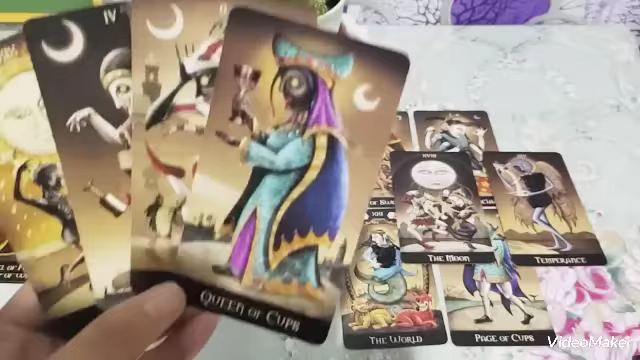 IV
QUEEN OF CUPS
XVIII
THE MOON
TEMPERANCE
THE WORLD
PAGE OF CUPS
VideoMaker